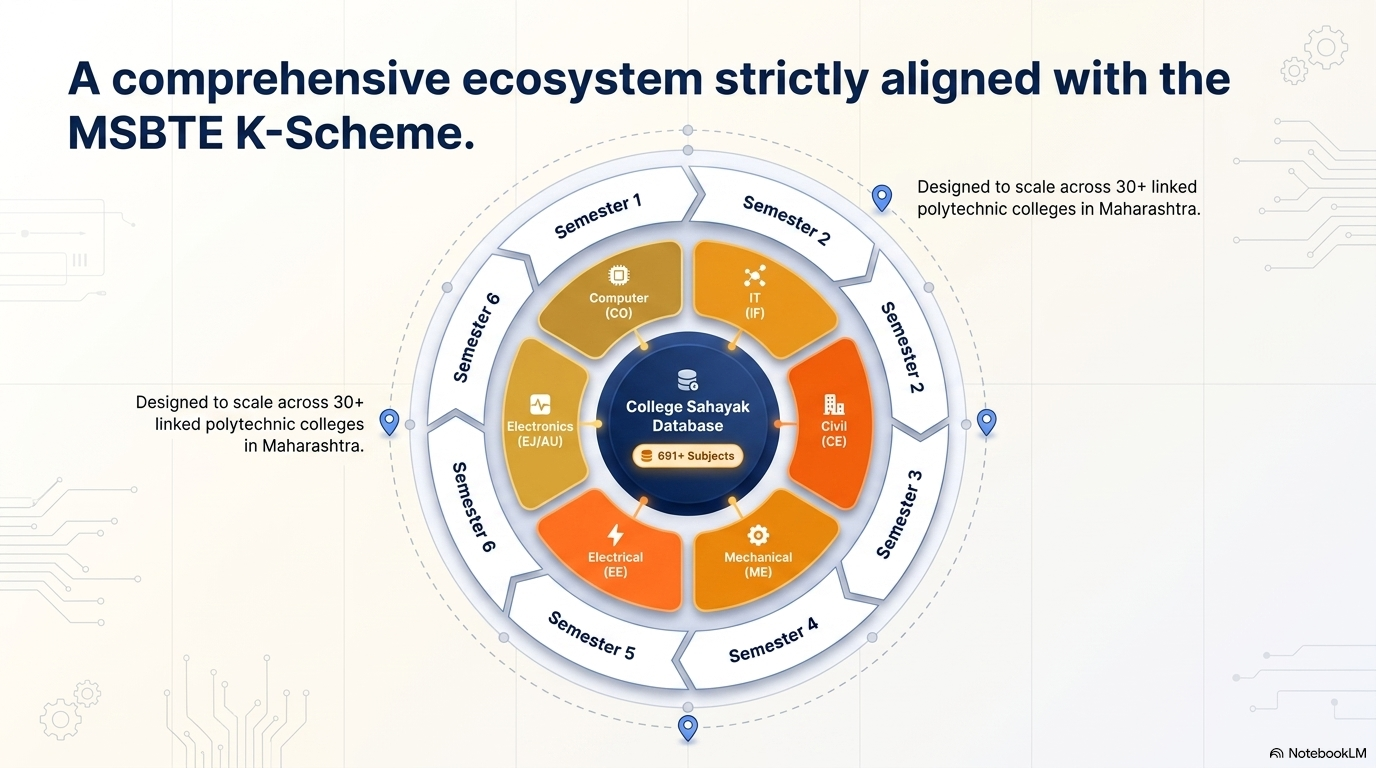 A comprehensive ecosystem strictly aligned with the
MSBTE K-Scheme.
Designed to scale across 30+ linked
polytechnic colleges in Maharashtra.
Semester 1
Semester 2
Semester 2
Semester 3
Semester 4
Semester 5
Semester 6
Semester 6
Computer
(CO)
IT
(IF)
Civil
(CE)
Mechanical
(ME)
Electrical
(EE)
Electronics
(EJ/AU)
College Sahayak
Database
691+ Subjects
Designed to scale across 30+
linked polytechnic colleges
in Maharashtra.
NotebookLM